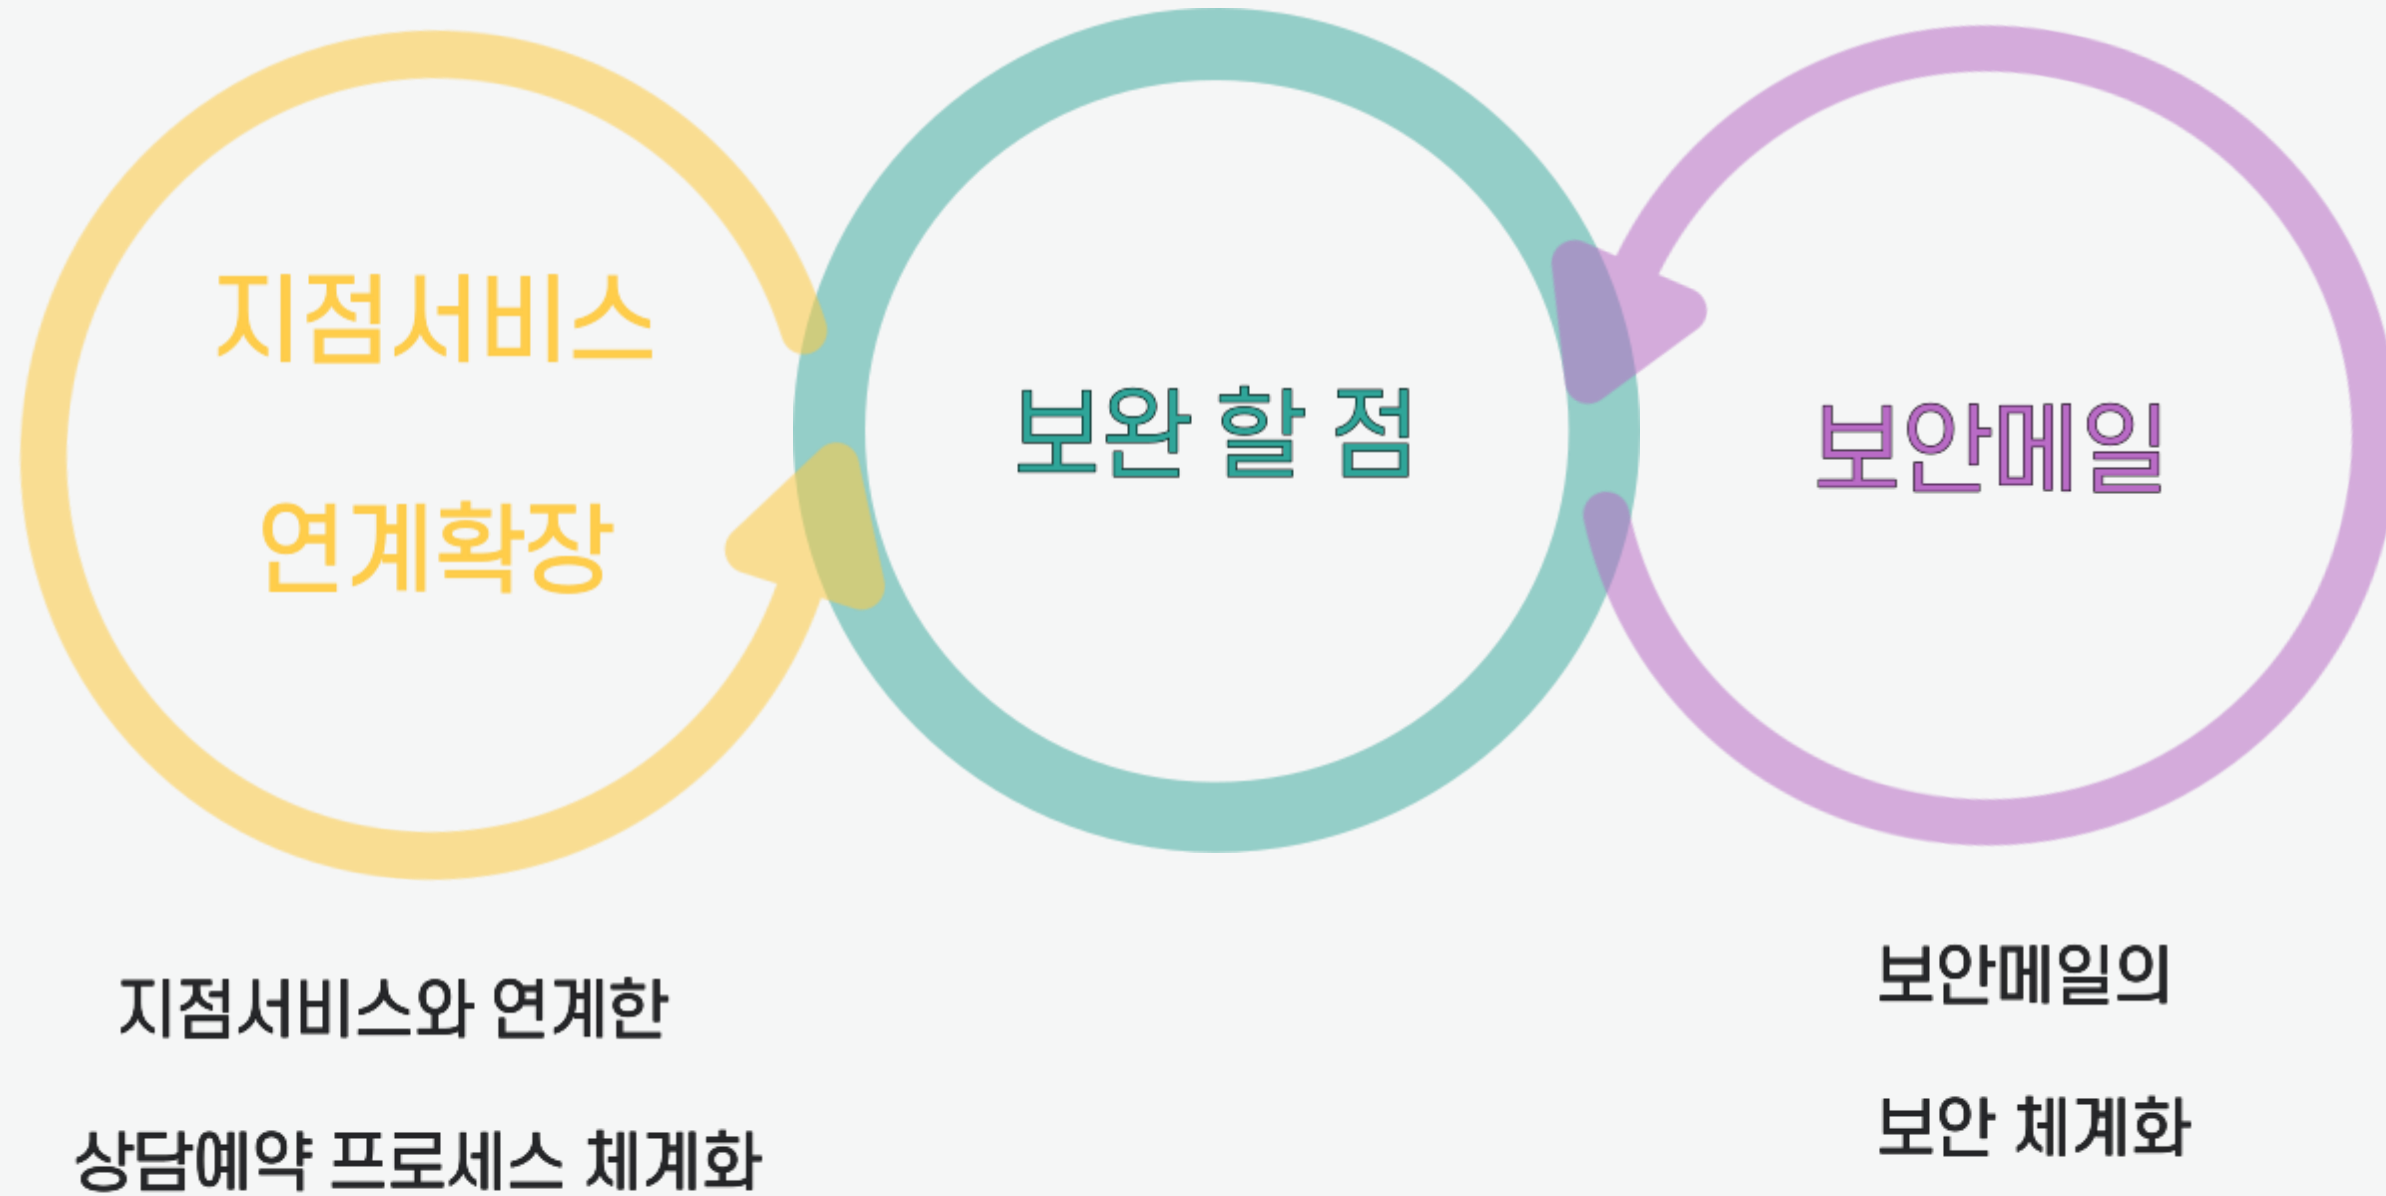 지점서비스
연계확장
보완 할 점
보안메일
지점서비스와 연계한
상담예약 프로세스 체계화
보안메일의
보안 체계화